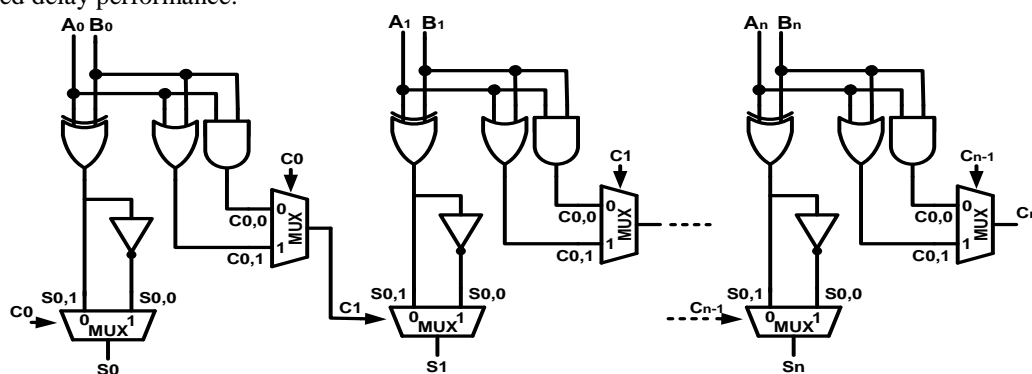 ed delay performance.
A0 B0
A1 B1
An Bn
C0
C1
Cn-1
0
C0,0
MUX
1
C0,1
0
C0,0
MUX
1
C0,1
0
C0,0
MUX
1
C0,1
S0,1
S0,0
C0
0
MUX
1
S0
C1
S0,1
S0,0
0
MUX
1
S1
Cn-1
S0,1
S0,0
0
MUX
1
Sn